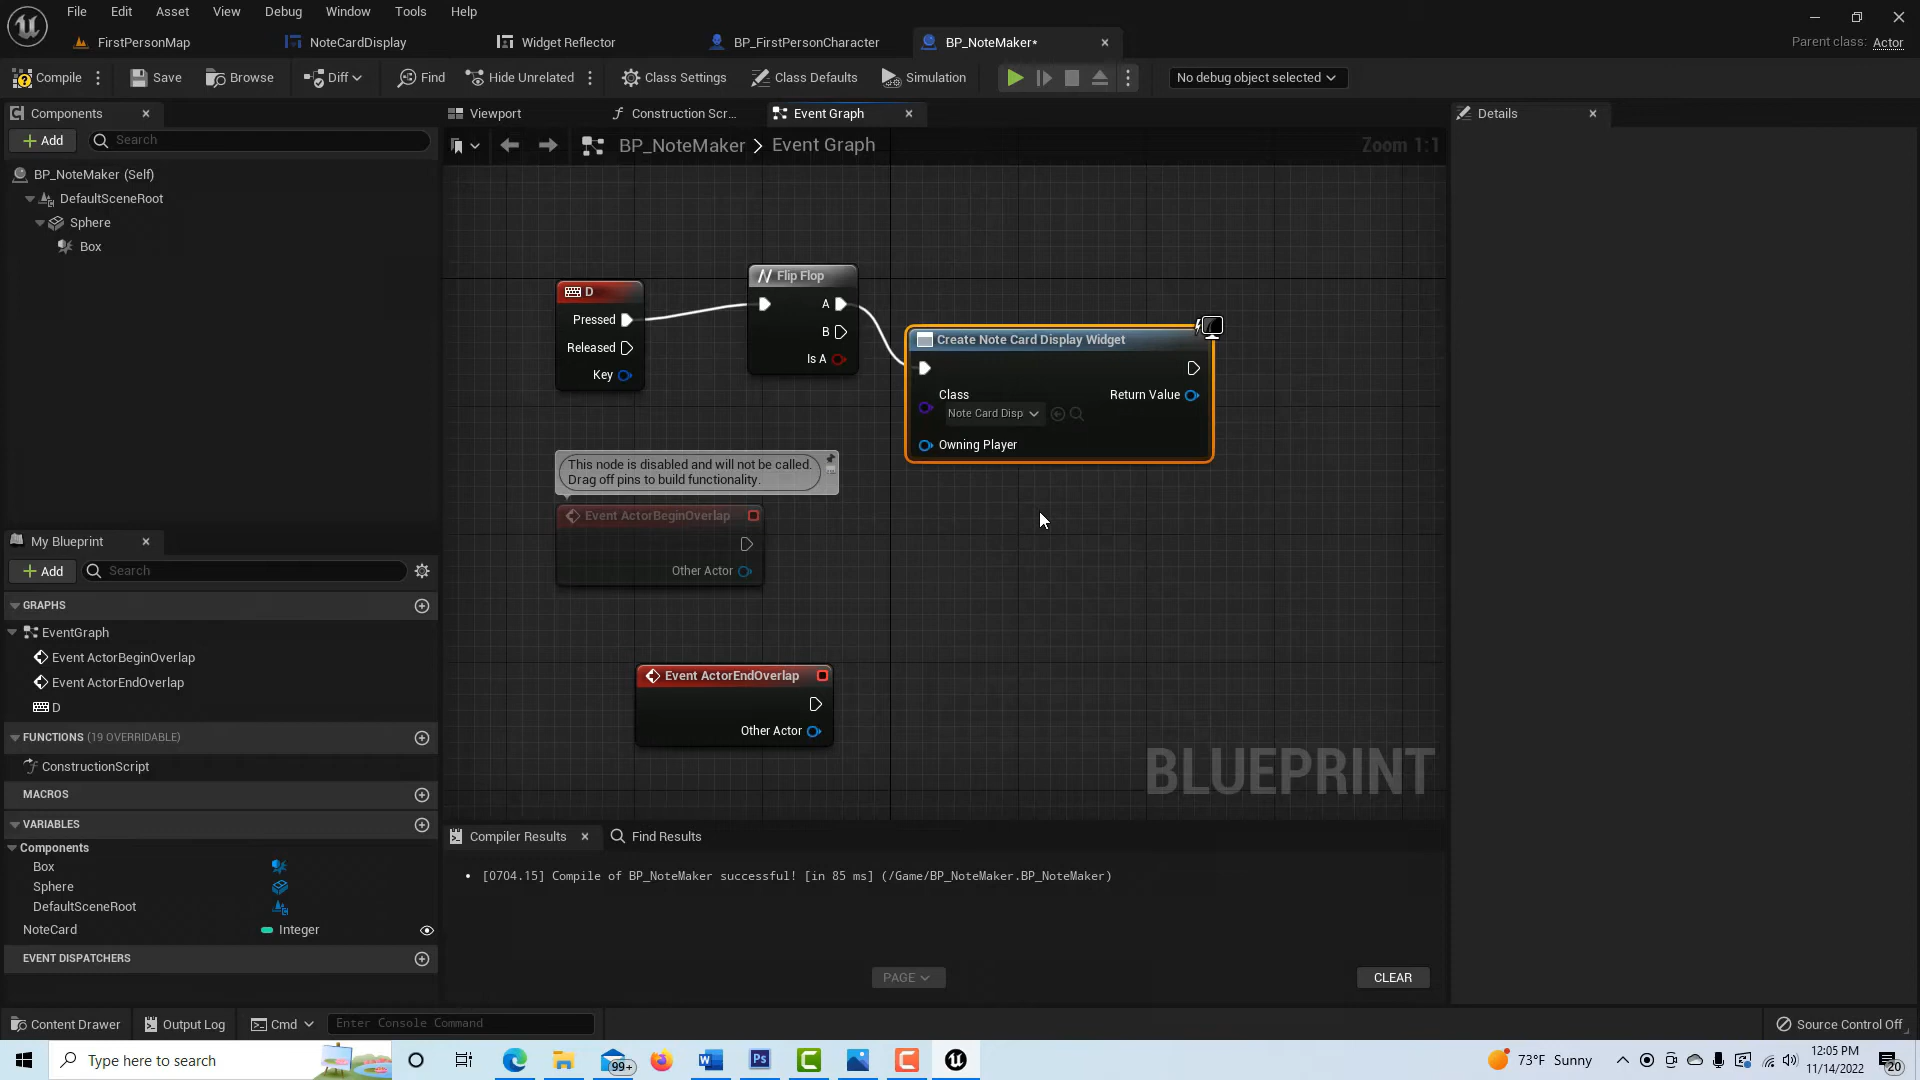 File Edit Asset View Debug Window Tools Help
FirstPersonMap NoteCardDisplay Widget Reflector BP_FirstPersonCharacter BP_NoteMaker* Parent class: Actor
Compile Save Browse Diff Find Hide Unrelated Class Settings Class Defaults Simulation No debug object selected
Components Viewport Construction Scr... Event Graph Details
Add Search
BP_NoteMaker > Event Graph Zoom 1:1
BP_NoteMaker (Self)
DefaultSceneRoot
Sphere
Box
D
Pressed
Released
Key
Flip Flop
A
B
Is A
Create Note Card Display Widget
Class
Return Value
Note Card Disp
Owning Player
This node is disabled and will not be called.
Drag off pins to build functionality.
Event ActorBeginOverlap
Other Actor
Event ActorEndOverlap
Other Actor
BLUEPRINT
My Blueprint
Add Search
GRAPHS
EventGraph
Event ActorBeginOverlap
Event ActorEndOverlap
D
FUNCTIONS (19 OVERRIDABLE)
ConstructionScript
MACROS
VARIABLES
Components
Box
Sphere
DefaultSceneRoot
NoteCard Integer
EVENT DISPATCHERS
Compiler Results Find Results
[0704.15] Compile of BP_NoteMaker successful! [in 85 ms] (/Game/BP_NoteMaker.BP_NoteMaker)
PAGE CLEAR
Content Drawer Output Log Cmd Enter Console Command Source Control Off
Type here to search 99+ W Ps 73°F Sunny 12:05 PM
11/14/2022 20